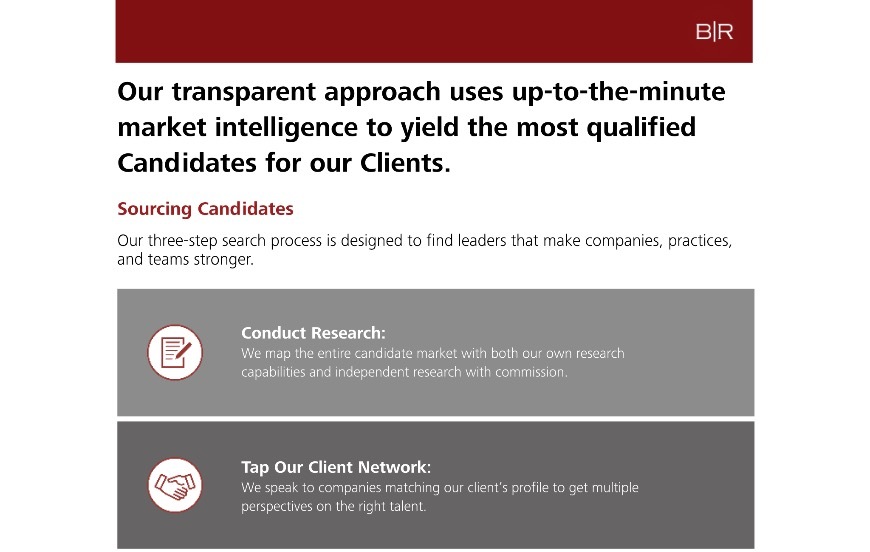 B|R
Our transparent approach uses up-to-the-minute
market intelligence to yield the most qualified
Candidates for our Clients.
Sourcing Candidates
Our three-step search process is designed to find leaders that make companies, practices,
and teams stronger.
Conduct Research:
We map the entire candidate market with both our own research
capabilities and independent research with commission.
Tap Our Client Network:
We speak to companies matching our client’s profile to get multiple
perspectives on the right talent.